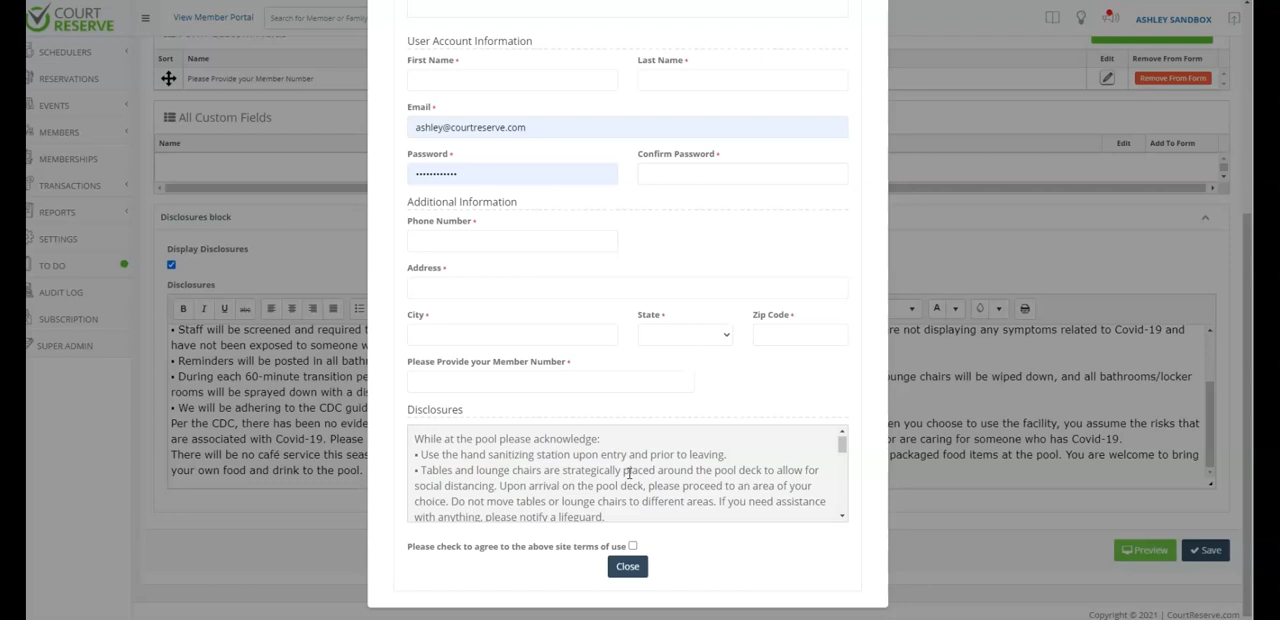 COURT
RESERVE
View Member Portal
Search for Member or Family
ASHLEY SANDBOX
SCHEDULERS
RESERVATIONS
EVENTS
MEMBERS
MEMBERSHIPS
TRANSACTIONS
REPORTS
SETTINGS
TO DO
AUDIT LOG
SUBSCRIPTION
SUPER ADMIN
Sort Name Edit Remove From Form
Please Provide your Member Number Remove From Form
All Custom Fields
Name Edit Add To Form
Disclosures block
Display Disclosures
Disclosures
B I U abc A
• Staff will be screened and required t
have not been exposed to someone w
• Reminders will be posted in all bath
• During each 60-minute transition pe
rooms will be sprayed down with a dis
• We will be adhering to the CDC guid
Per the CDC, there has been no evide
are associated with Covid-19. Please
There will be no café service this seas
your own food and drink to the pool.
re not displaying any symptoms related to Covid-19 and
unge chairs will be wiped down, and all bathrooms/locker
en you choose to use the facility, you assume the risks that
or are caring for someone who has Covid-19.
packaged food items at the pool. You are welcome to bring
User Account Information
First Name • Last Name •
Email •
ashley@courtreserve.com
Password • Confirm Password •
••••••••••••
Additional Information
Phone Number •
Address •
City • State • Zip Code •
Please Provide your Member Number •
Disclosures
While at the pool please acknowledge:
• Use the hand sanitizing station upon entry and prior to leaving.
• Tables and lounge chairs are strategically placed around the pool deck to allow for
social distancing. Upon arrival on the pool deck, please proceed to an area of your
choice. Do not move tables or lounge chairs to different areas. If you need assistance
with anything, please notify a lifeguard.
Please check to agree to the above site terms of use
Close
Preview Save
Copyright © 2021 | CourtReserve.com